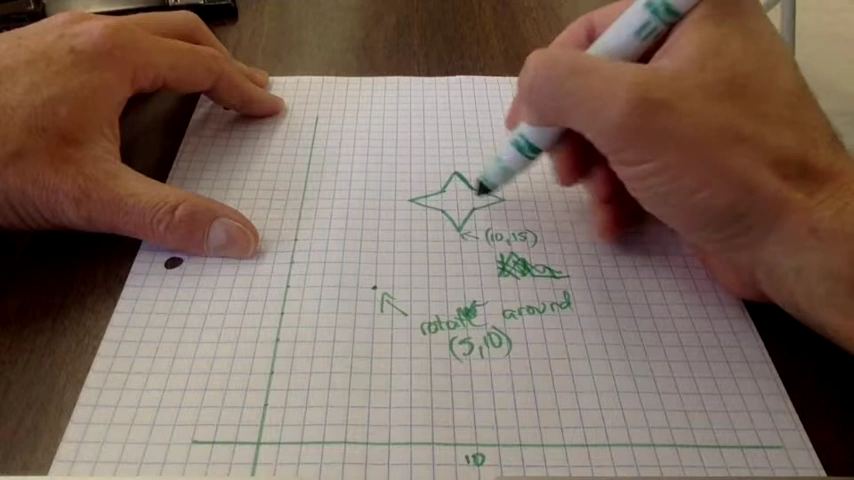 (10,15)
rotate around
(5,10)
10